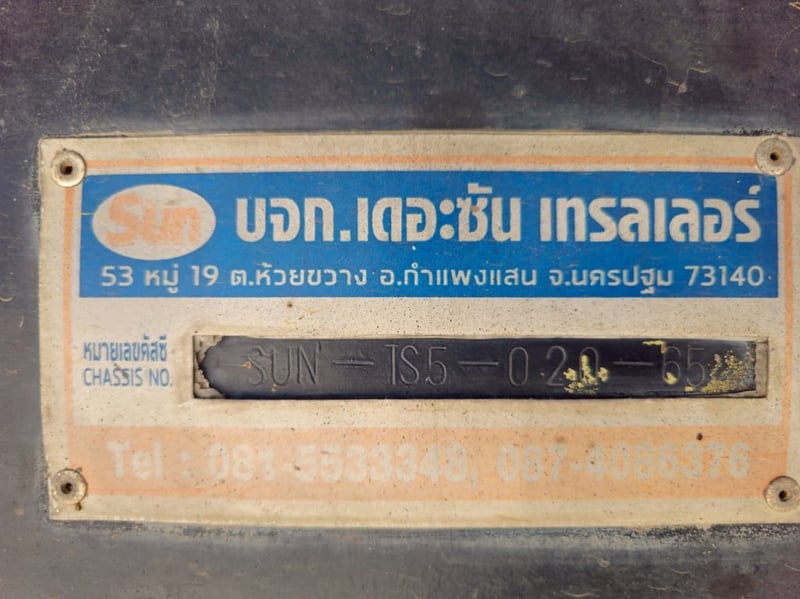 Sun บจก.เดอะซัน เทรลเลอร์
53 หมู่ 19 ต.ห้วยขวาง อ.กำแพงแสน จ.นครปฐม 73140
หมายเลขคัสซี
CHASSIS NO.
SUN-TS5-020-65
Tel : 081-5533349, 087-4086376